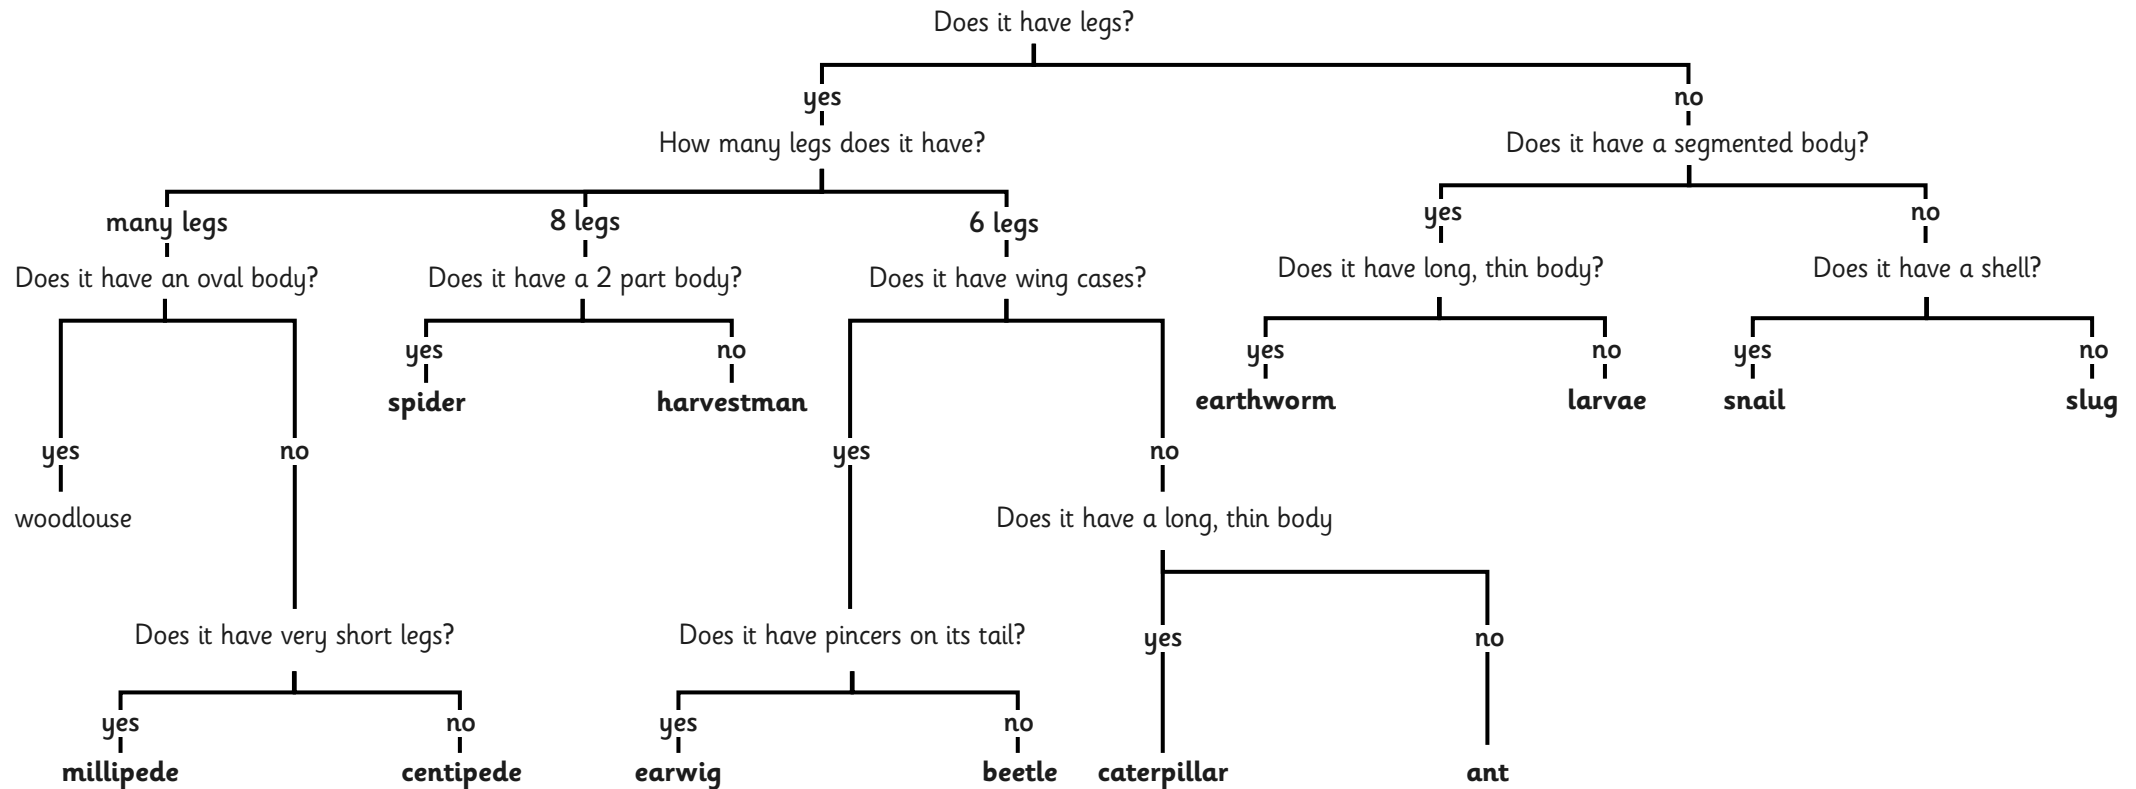 Does it have legs?
yes
no
How many legs does it have?
Does it have a segmented body?
many legs
8 legs
6 legs
yes
no
Does it have an oval body?
Does it have a 2 part body?
Does it have wing cases?
Does it have long, thin body?
Does it have a shell?
yes
no
yes
no
yes
no
spider
harvestman
earthworm
larvae
snail
slug
yes
no
yes
no
woodlouse
Does it have a long, thin body
Does it have very short legs?
Does it have pincers on its tail?
yes
no
yes
no
yes
no
millipede
centipede
earwig
beetle
caterpillar
ant